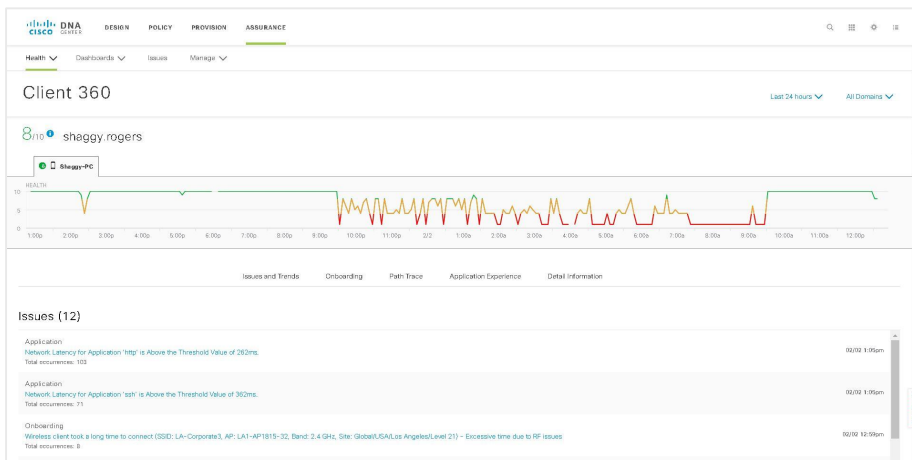 CISCO DNA CENTER DESIGN POLICY PROVISION ASSURANCE
Health Dashboards Issues Manage
Client 360
Last 24 hours All Domains
8/10 shaggy.rogers
Shaggy-PC
HEALTH
10
5
0
1:00p 2:00p 3:00p 4:00p 5:00p 6:00p 7:00p 8:00p 9:00p 10:00p 11:00p 2/2 1:00a 2:00a 3:00a 4:00a 5:00a 6:00a 7:00a 8:00a 9:00a 10:00a 11:00a 12:00p
Issues and Trends Onboarding Path Trace Application Experience Detail Information
Issues (12)
Application
Network Latency for Application 'http' is Above the Threshold Value of 262ms. 02/02 1:05pm
Total occurrences: 103
Application
Network Latency for Application 'ssh' is Above the Threshold Value of 362ms. 02/02 1:05pm
Total occurrences: 71
Onboarding
Wireless client took a long time to connect (SSID: LA-Corporate3, AP: LA1-AP1815-32, Band: 2.4 GHz, Site: Global/USA/Los Angeles/Level 21) - Excessive time due to RF issues 02/02 12:59pm
Total occurrences: 8